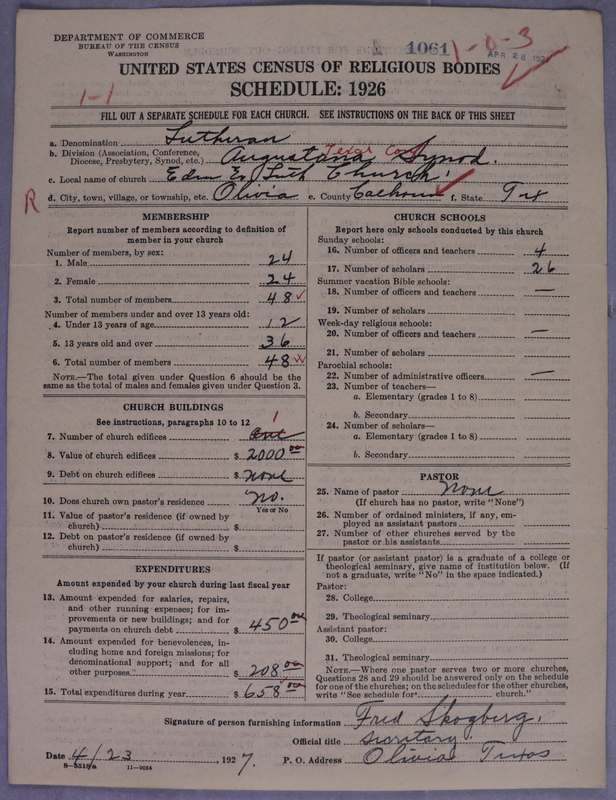 DEPARTMENT OF COMMERCE
BUREAU OF THE CENSUS
WASHINGTON
1061
1-0-3
APR 28 192
UNITED STATES CENSUS OF RELIGIOUS BODIES
SCHEDULE: 1926
1-1
FILL OUT A SEPARATE SCHEDULE FOR EACH CHURCH. SEE INSTRUCTIONS ON THE BACK OF THIS SHEET
a. Denomination Lutheran
b. Division (Association, Conference, Diocese, Presbytery, Synod, etc.) Augustana Synod. Texas Conf
c. Local name of church Eden Ev. Luth Church.
R
d. City, town, village, or township, etc. Olivia e. County Calhoun f. State Tex
MEMBERSHIP
Report number of members according to definition of
member in your church
Number of members, by sex:
1. Male 24
2. Female 24
3. Total number of members 48
Number of members under and over 13 years old:
4. Under 13 years of age 12
5. 13 years old and over 36
6. Total number of members 48
NOTE.—The total given under Question 6 should be
the same as the total of males and females given under Question 3.
CHURCH BUILDINGS
See instructions, paragraphs 10 to 12
1
7. Number of church edifices one
8. Value of church edifices $ 2000 00
9. Debt on church edifices $ none
10. Does church own pastor's residence No.
Yes or No
11. Value of pastor's residence (if owned by
church) $
12. Debt on pastor's residence (if owned by
church) $
EXPENDITURES
Amount expended by your church during last fiscal year
13. Amount expended for salaries, repairs,
and other running expenses; for im-
provements or new buildings; and for
payments on church debt $ 450 00
14. Amount expended for benevolences, in-
cluding home and foreign missions; for
denominational support; and for all
other purposes $ 208 00
15. Total expenditures during year $ 658 00
CHURCH SCHOOLS
Report here only schools conducted by this church
Sunday schools:
16. Number of officers and teachers 4
17. Number of scholars 26
Summer vacation Bible schools:
18. Number of officers and teachers —
19. Number of scholars
Week-day religious schools:
20. Number of officers and teachers —
21. Number of scholars
Parochial schools:
22. Number of administrative officers —
23. Number of teachers—
a. Elementary (grades 1 to 8)
b. Secondary
24. Number of scholars—
a. Elementary (grades 1 to 8)
b. Secondary
PASTOR
25. Name of pastor None
(If church has no pastor, write "None")
26. Number of ordained ministers, if any, em-
ployed as assistant pastors
27. Number of other churches served by the
pastor or his assistants
If pastor (or assistant pastor) is a graduate of a college or
theological seminary, give name of institution below. (If
not a graduate, write "No" in the space indicated.)
Pastor:
28. College
29. Theological seminary
Assistant pastor:
30. College
31. Theological seminary
NOTE.—Where one pastor serves two or more churches,
Questions 28 and 29 should be answered only on the schedule
for one of the churches; on the schedules for the other churches,
write "See schedule for church."
Signature of person furnishing information Fred Skogberg.
Official title Secretary
Date 4/23, 1927. P. O. Address Olivia Texas
8-3518a 11-9034